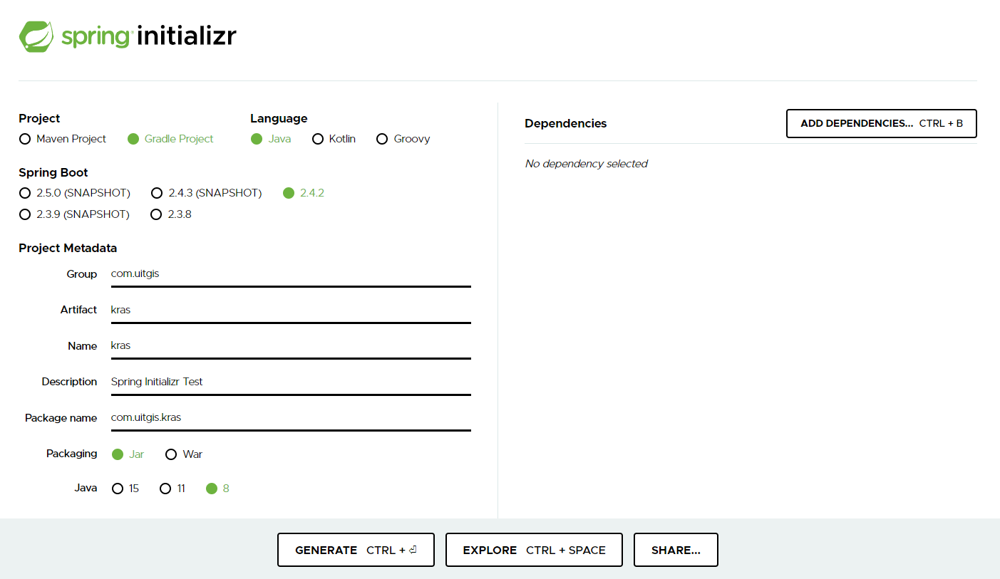 spring initializr
Project
Maven Project Gradle Project
Language
Java Kotlin Groovy
Spring Boot
2.5.0 (SNAPSHOT) 2.4.3 (SNAPSHOT) 2.4.2
2.3.9 (SNAPSHOT) 2.3.8
Project Metadata
Group com.uitgis
Artifact kras
Name kras
Description Spring Initializr Test
Package name com.uitgis.kras
Packaging Jar War
Java 15 11 8
Dependencies
ADD DEPENDENCIES... CTRL + B
No dependency selected
GENERATE CTRL + ⏎
EXPLORE CTRL + SPACE
SHARE...